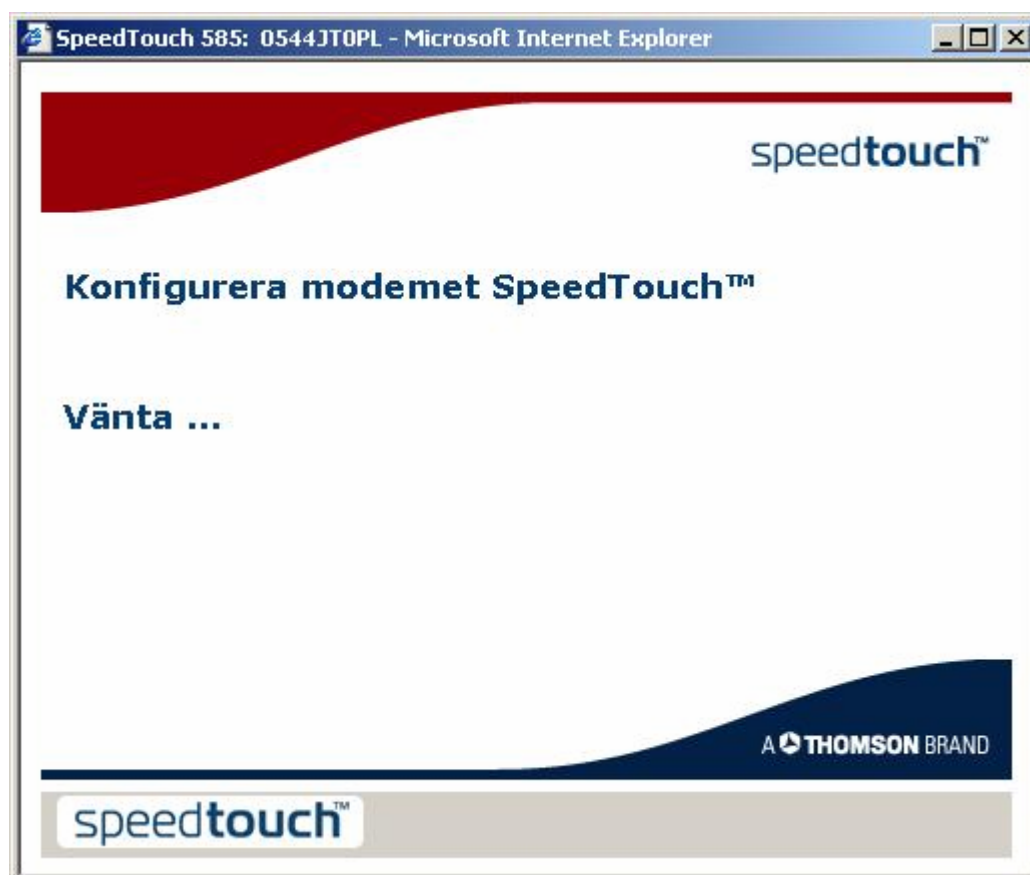 SpeedTouch 585: 0544JT0PL - Microsoft Internet Explorer
speedtouch™
Konfigurera modemet SpeedTouch™
Vänta ...
A THOMSON BRAND
speedtouch™